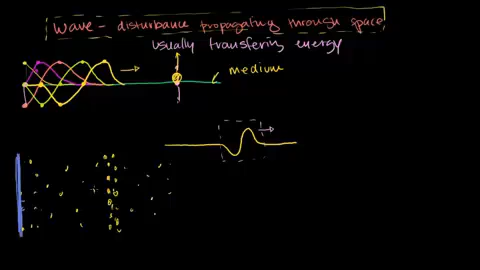 Wave - disturbance propagating through space
usually transferring energy
medium